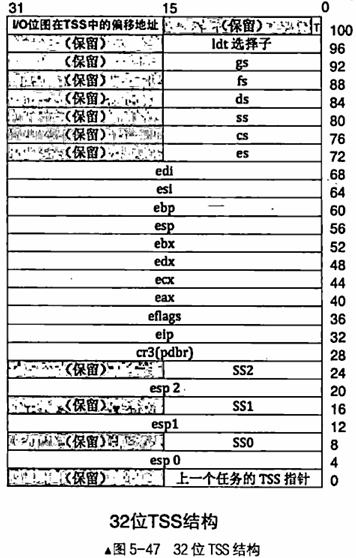 31 15 0
I/O位图在TSS中的偏移地址 (保留) T 100
(保留) ldt 选择子 96
(保留) gs 92
(保留) fs 88
(保留) ds 84
(保留) ss 80
(保留) cs 76
(保留) es 72
edi 68
esi 64
ebp 60
esp 56
ebx 52
edx 48
ecx 44
eax 40
eflags 36
eip 32
cr3(pdbr) 28
(保留) SS2 24
esp 2 20
(保留) SS1 16
esp1 12
(保留) SS0 8
esp 0 4
(保留) 上一个任务的 TSS 指针 0
32位TSS结构
▲图 5-47 32 位 TSS 结构